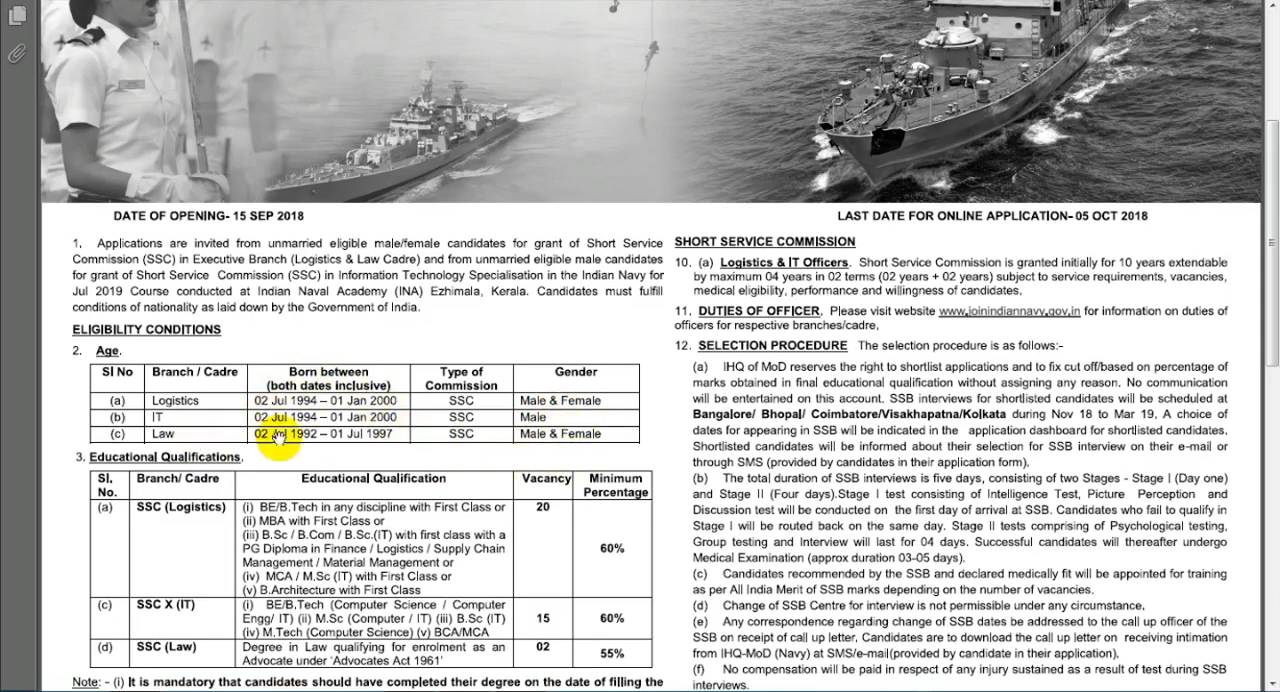 DATE OF OPENING- 15 SEP 2018
LAST DATE FOR ONLINE APPLICATION- 05 OCT 2018
1. Applications are invited from unmarried eligible male/female candidates for grant of Short Service
Commission (SSC) in Executive Branch (Logistics & Law Cadre) and from unmarried eligible male candidates
for grant of Short Service Commission (SSC) in Information Technology Specialisation in the Indian Navy for
Jul 2019 Course conducted at Indian Naval Academy (INA) Ezhimala, Kerala. Candidates must fulfill
conditions of nationality as laid down by the Government of India.
ELIGIBILITY CONDITIONS
2. Age.
Sl No Branch / Cadre Born between (both dates inclusive) Type of Commission Gender
(a) Logistics 02 Jul 1994 – 01 Jan 2000 SSC Male & Female
(b) IT 02 Jul 1994 – 01 Jan 2000 SSC Male
(c) Law 02 Jul 1992 – 01 Jul 1997 SSC Male & Female
3. Educational Qualifications.
Sl. No. Branch/ Cadre Educational Qualification Vacancy Minimum Percentage
(a) SSC (Logistics) (i) BE/B.Tech in any discipline with First Class or 20
(ii) MBA with First Class or
(iii) B.Sc / B.Com / B.Sc.(IT) with first class with a
PG Diploma in Finance / Logistics / Supply Chain
60%
Management / Material Management or
(iv) MCA / M.Sc (IT) with First Class or
(v) B.Architecture with First Class
(c) SSC X (IT) (i) BE/B.Tech (Computer Science / Computer
Engg/ IT) (ii) M.Sc (Computer / IT) (iii) B.Sc (IT) 15 60%
(iv) M.Tech (Computer Science) (v) BCA/MCA
(d) SSC (Law) Degree in Law qualifying for enrolment as an 02 55%
Advocate under 'Advocates Act 1961'
Note: - (i) It is mandatory that candidates should have completed their degree on the date of filling the
SHORT SERVICE COMMISSION
10. (a) Logistics & IT Officers. Short Service Commission is granted initially for 10 years extendable
by maximum 04 years in 02 terms (02 years + 02 years) subject to service requirements, vacancies,
medical eligibility, performance and willingness of candidates.
11. DUTIES OF OFFICER. Please visit website www.joinindiannavy.gov.in for information on duties of
officers for respective branches/cadre.
12. SELECTION PROCEDURE The selection procedure is as follows:-
(a) IHQ of MoD reserves the right to shortlist applications and to fix cut off/based on percentage of
marks obtained in final educational qualification without assigning any reason. No communication
will be entertained on this account. SSB interviews for shortlisted candidates will be scheduled at
Bangalore/ Bhopal/ Coimbatore/Visakhapatna/Kolkata during Nov 18 to Mar 19. A choice of
dates for appearing in SSB will be indicated in the application dashboard for shortlisted candidates.
Shortlisted candidates will be informed about their selection for SSB interview on their e-mail or
through SMS (provided by candidates in their application form).
(b) The total duration of SSB interviews is five days, consisting of two Stages - Stage I (Day one)
and Stage II (Four days).Stage I test consisting of Intelligence Test, Picture Perception and
Discussion test will be conducted on the first day of arrival at SSB. Candidates who fail to qualify in
Stage I will be routed back on the same day. Stage II tests comprising of Psychological testing,
Group testing and Interview will last for 04 days. Successful candidates will thereafter undergo
Medical Examination (approx duration 03-05 days).
(c) Candidates recommended by the SSB and declared medically fit will be appointed for training
as per All India Merit of SSB marks depending on the number of vacancies.
(d) Change of SSB Centre for interview is not permissible under any circumstance.
(e) Any correspondence regarding change of SSB dates be addressed to the call up officer of the
SSB on receipt of call up letter. Candidates are to download the call up letter on receiving intimation
from IHQ-MoD (Navy) at SMS/e-mail(provided by candidate in their application).
(f) No compensation will be paid in respect of any injury sustained as a result of test during SSB
interviews.